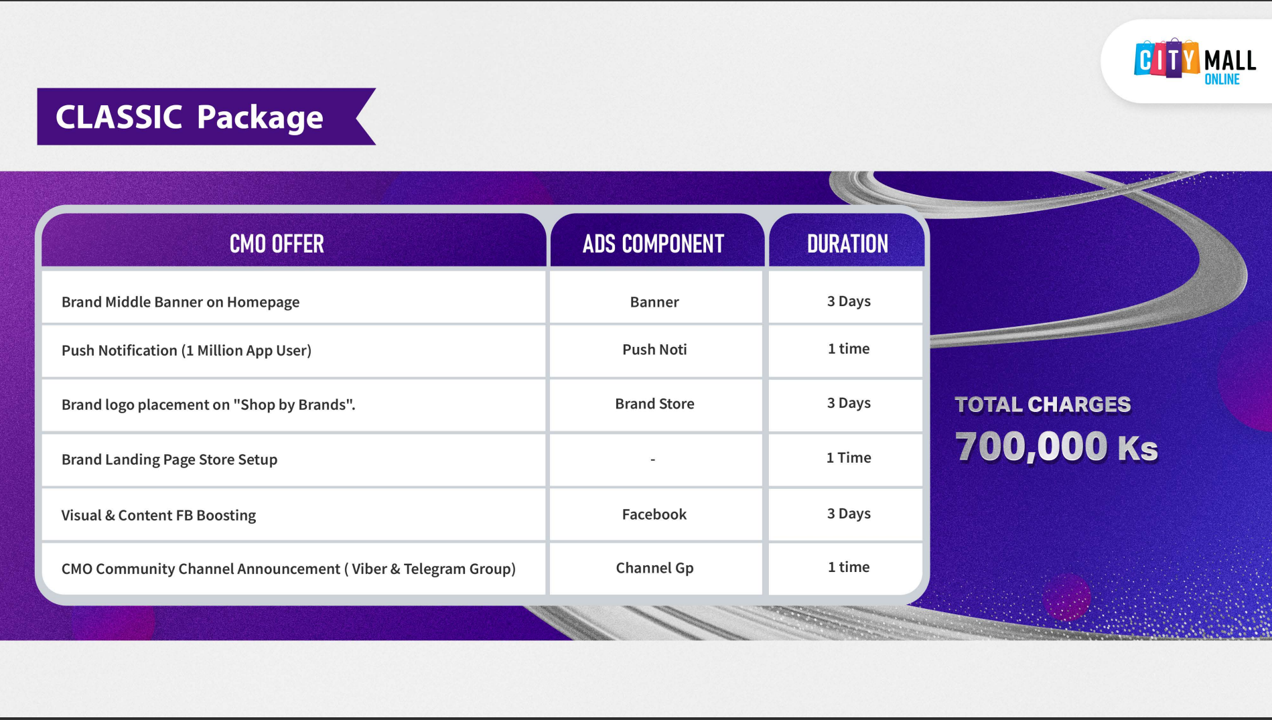 CITY MALL
ONLINE
CLASSIC Package
CMO OFFER ADS COMPONENT DURATION
Brand Middle Banner on Homepage Banner 3 Days
Push Notification (1 Million App User) Push Noti 1 time
Brand logo placement on "Shop by Brands". Brand Store 3 Days
Brand Landing Page Store Setup - 1 Time
Visual & Content FB Boosting Facebook 3 Days
CMO Community Channel Announcement ( Viber & Telegram Group) Channel Gp 1 time
TOTAL CHARGES
700,000 Ks